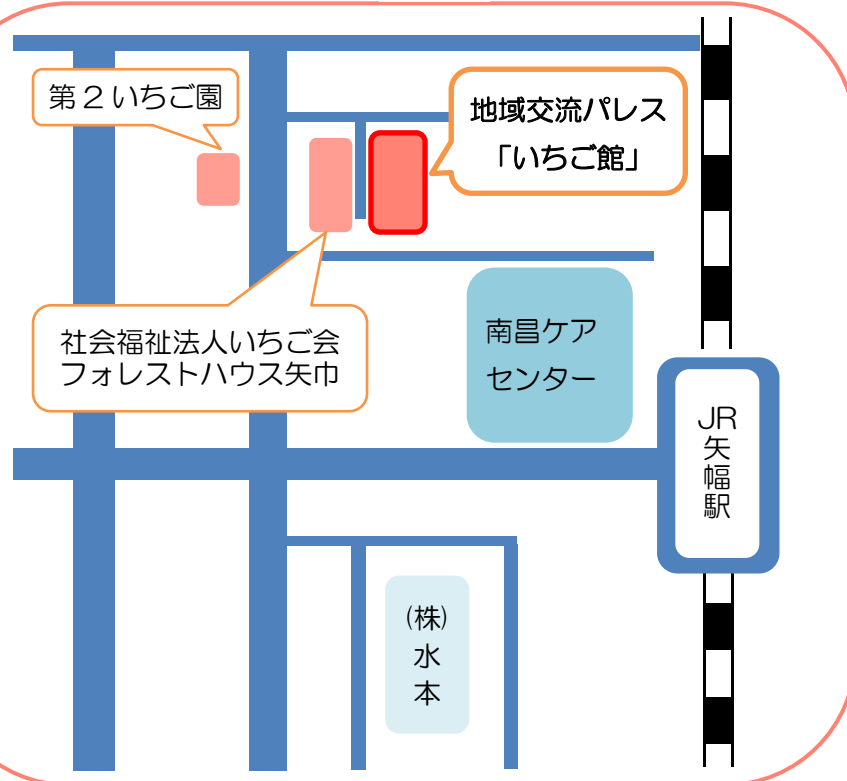 第２いちご園
地域交流パレス
「いちご館」
社会福祉法人いちご会
フォレストハウス矢巾
南昌ケア
センター
JR
矢
幅
駅
(株)
水
本